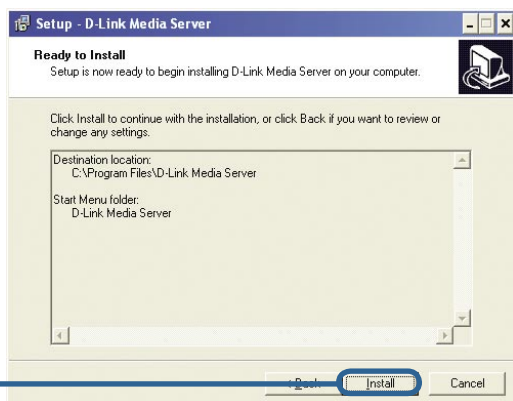 Setup - D-Link Media Server
Ready to Install
Setup is now ready to begin installing D-Link Media Server on your computer.
Click Install to continue with the installation, or click Back if you want to review or
change any settings.
Destination location:
C:\Program Files\D-Link Media Server
Start Menu folder:
D-Link Media Server
Install Cancel